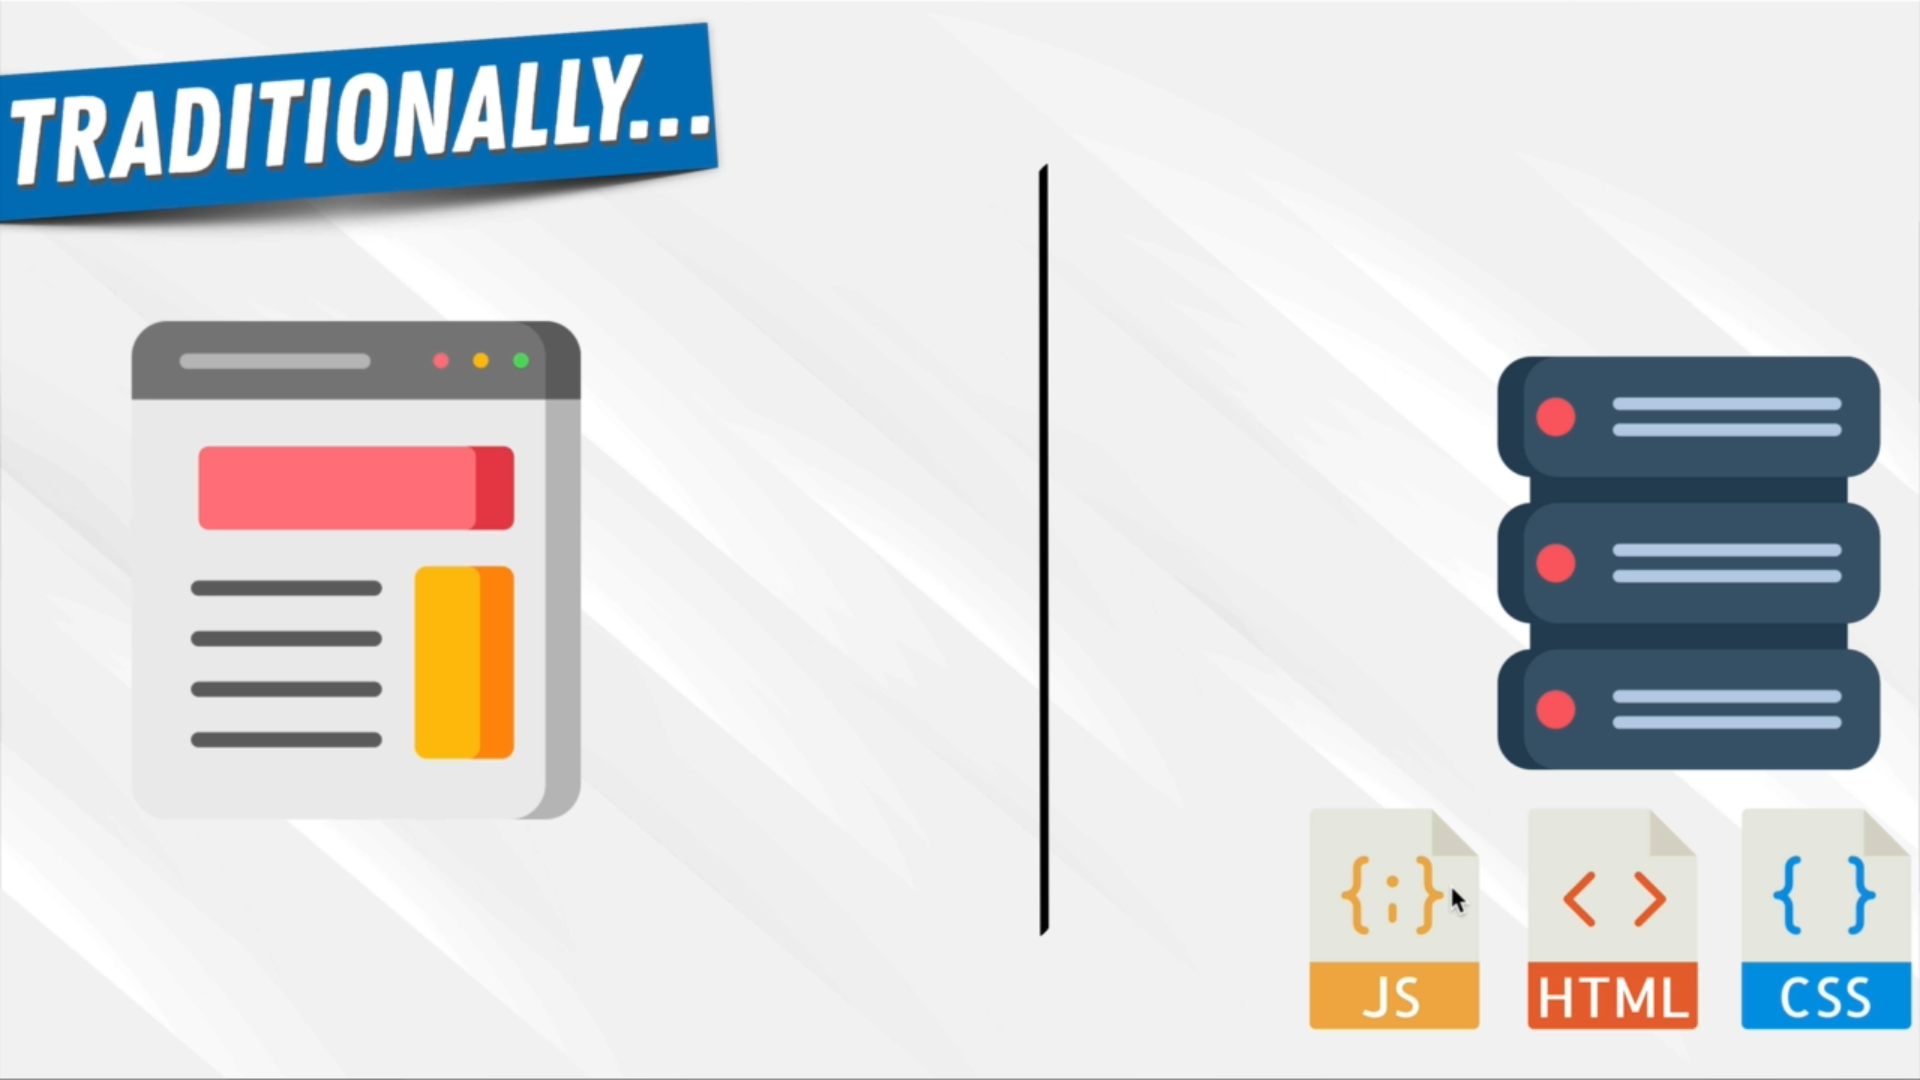 TRADITIONALLY...
{;}
< >
{ }
JS
HTML
CSS